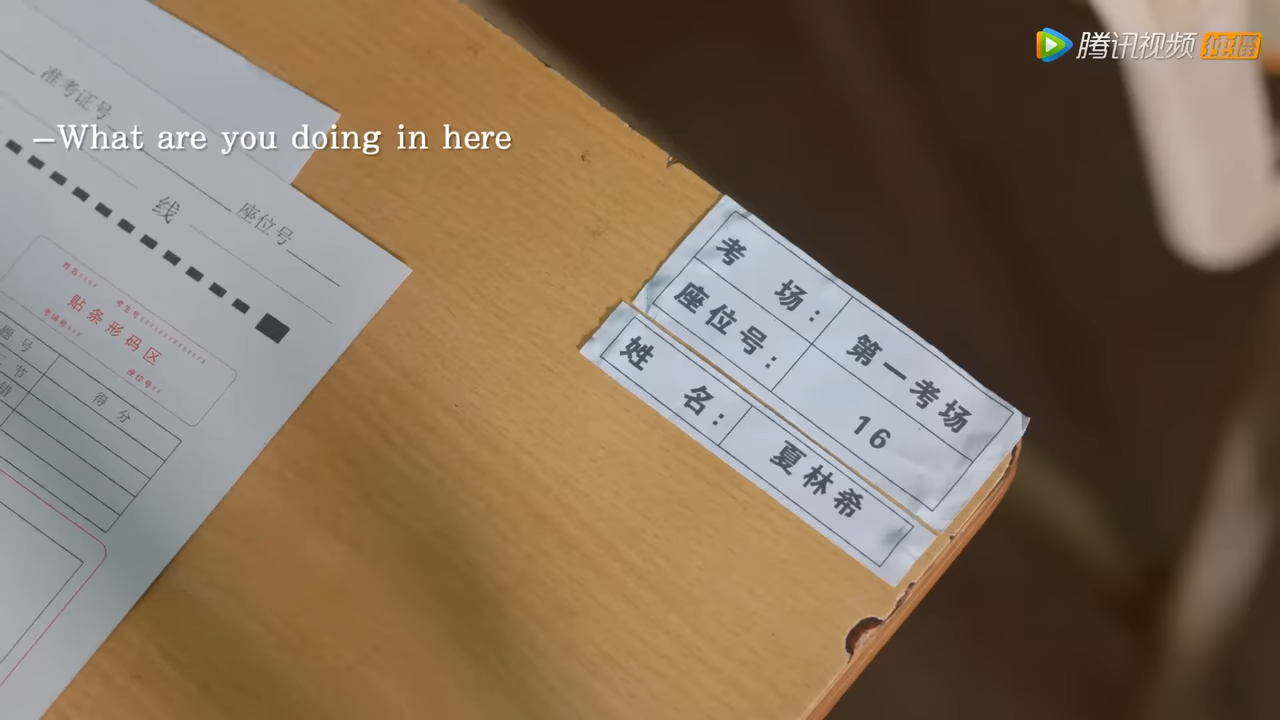 腾讯视频 独播
准考证号
—What are you doing in here
线
座位号
贴条形码区
题号
得分
考 场：第一考场
座位号：16
姓 名：夏林希